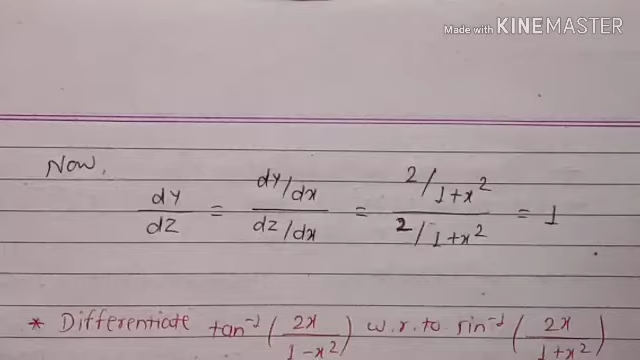 Made with KINEMASTER
Now,
dy/dz = (dy/dx)/(dz/dx) = (2/1+x²)/(2/1+x²) = 1
* Differentiate tan⁻¹(2x/1-x²) w.r.to sin⁻¹(2x/1+x²)